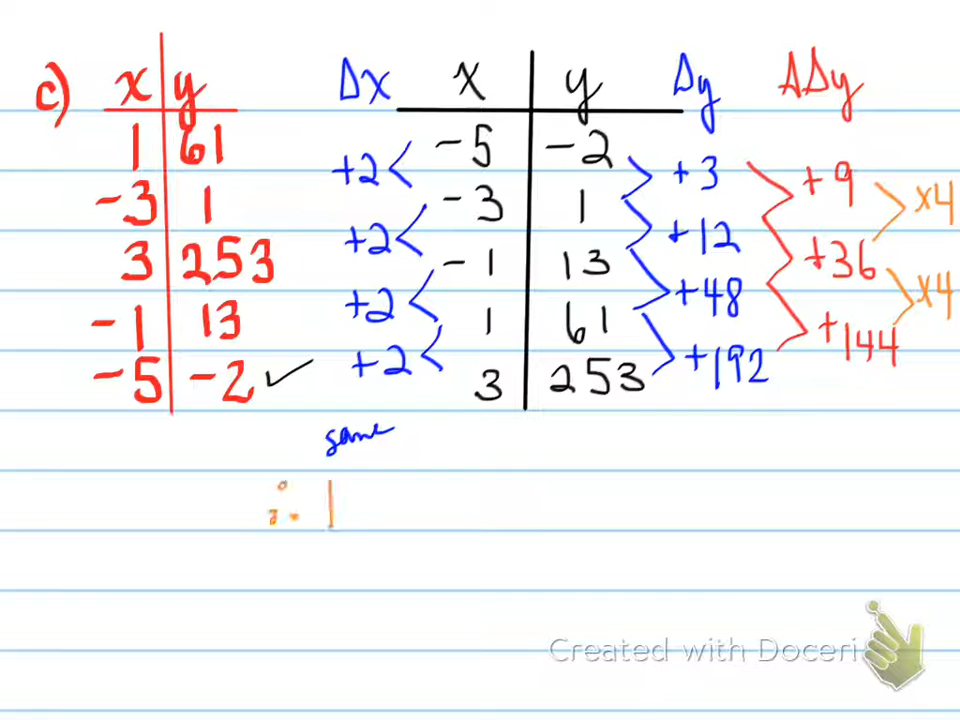 c) x y Δx x y Δy ΔΔy
1 61 -5 -2
+2 +3 +9 x4
-3 1 -3 1
+2 +12 +36 x4
3 253 -1 13
+2 +48 +144
-1 13 1 61
+2 +192
-5 -2 ✓ 3 253
same
∴ |
Created with Doceri